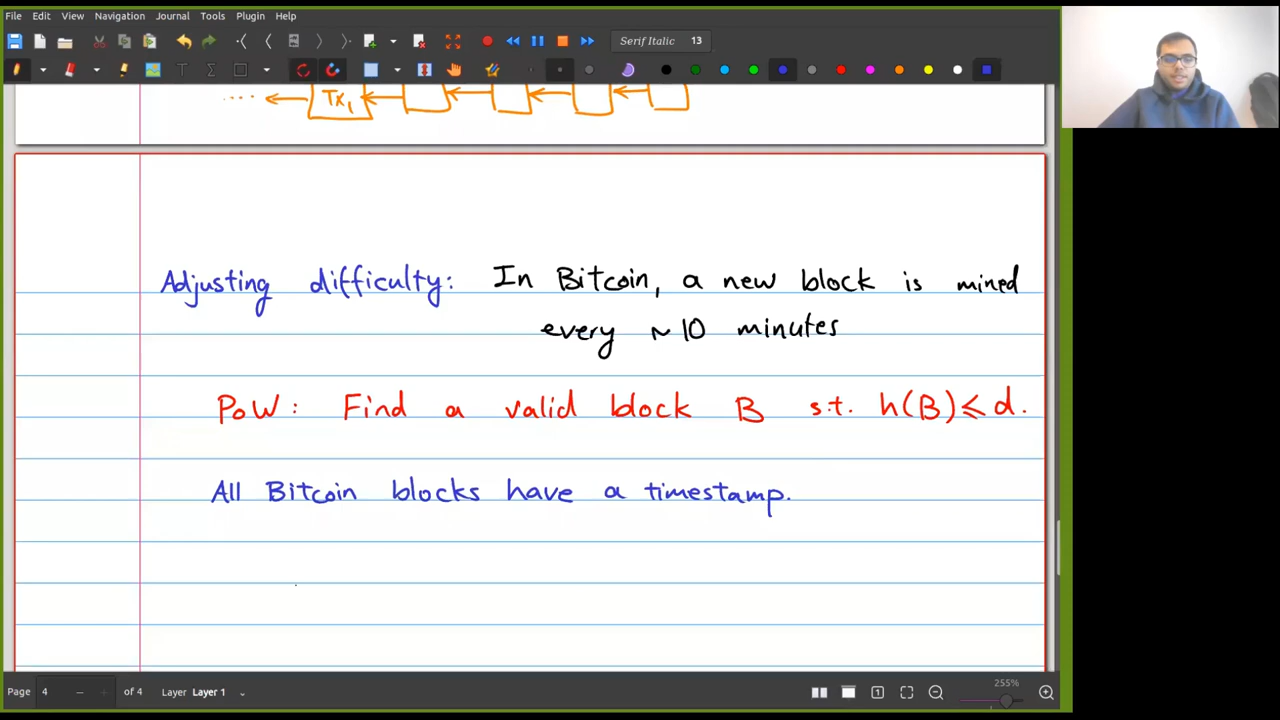 File Edit View Navigation Journal Tools Plugin Help
Serif Italic 13
Tx1
Adjusting difficulty: In Bitcoin, a new block is mined
every ~ 10 minutes
PoW: Find a valid block B s.t. h(B) ≤ d.
All Bitcoin blocks have a timestamp.
255%
Page 4 of 4 Layer Layer 1